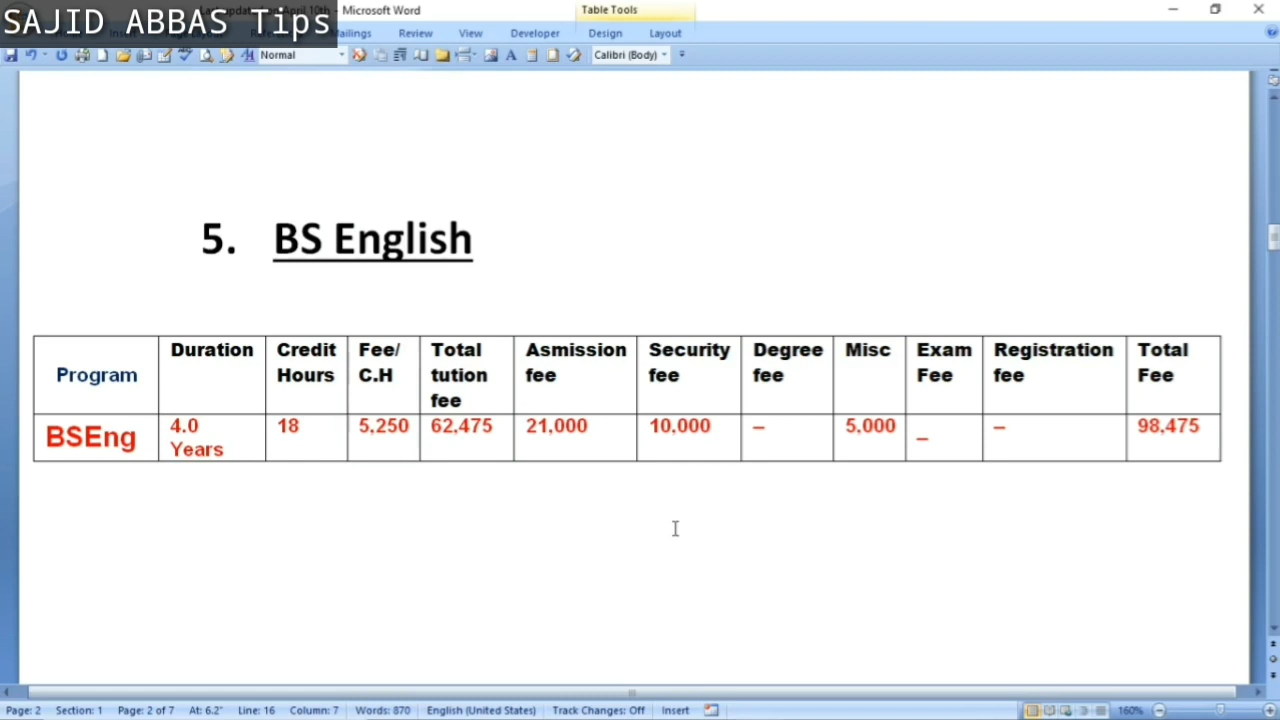 SAJID ABBAS Tips
April 10th - Microsoft Word
Table Tools
Mailings Review View Developer Design Layout
Normal
Calibri (Body)
5. BS English
Program
Duration
Credit
Hours
Fee/
C.H
Total
tution
fee
Asmission
fee
Security
fee
Degree
fee
Misc
Exam
Fee
Registration
fee
Total
Fee
BSEng
4.0
Years
18
5,250
62,475
21,000
10,000
–
5,000
–
–
98,475
Page: 2 Section: 1 Page: 2 of 7 At: 6.2" Line: 16 Column: 7 Words: 870 English (United States) Track Changes: Off Insert 160%